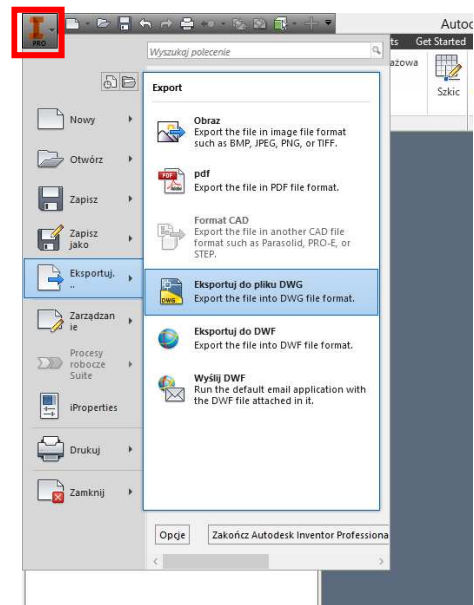 Autod
PRO
Wyszukaj polecenie
ts Get Started
ażowa
Szkic
Export
Nowy
Otwórz
Zapisz
Zapisz
jako
Eksportuj.
..
Zarządzan
ie
Procesy
robocze
Suite
iProperties
Drukuj
Zamknij
Obraz
Export the file in image file format
such as BMP, JPEG, PNG, or TIFF.
PDF
pdf
Export the file in PDF file format.
Format CAD
Export the file in another CAD file
format such as Parasolid, PRO-E, or
STEP.
DWG
Eksportuj do pliku DWG
Export the file into DWG file format.
Eksportuj do DWF
Export the file into DWF file format.
Wyślij DWF
Run the default email application with
the DWF file attached in it.
Opcje
Zakończ Autodesk Inventor Professiona